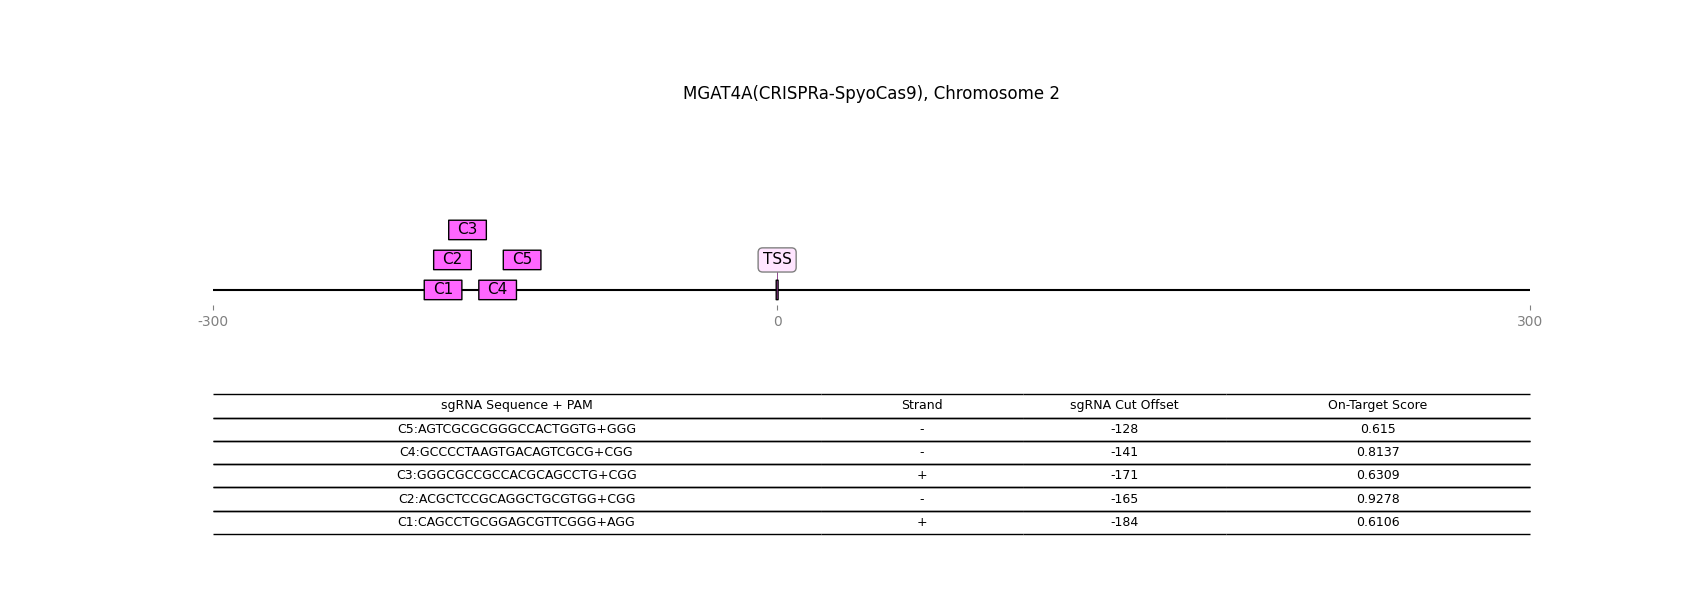 MGAT4A(CRISPRa-SpyoCas9), Chromosome 2
C3
C2 C5 TSS
C1 C4
-300 0 300
sgRNA Sequence + PAM Strand sgRNA Cut Offset On-Target Score
C5:AGTCGCGCGGGCCACTGGTG+GGG - -128 0.615
C4:GCCCCTAAGTGACAGTCGCG+CGG - -141 0.8137
C3:GGGCGCCGCCACGCAGCCTG+CGG + -171 0.6309
C2:ACGCTCCGCAGGCTGCGTGG+CGG - -165 0.9278
C1:CAGCCTGCGGAGCGTTCGGG+AGG + -184 0.6106